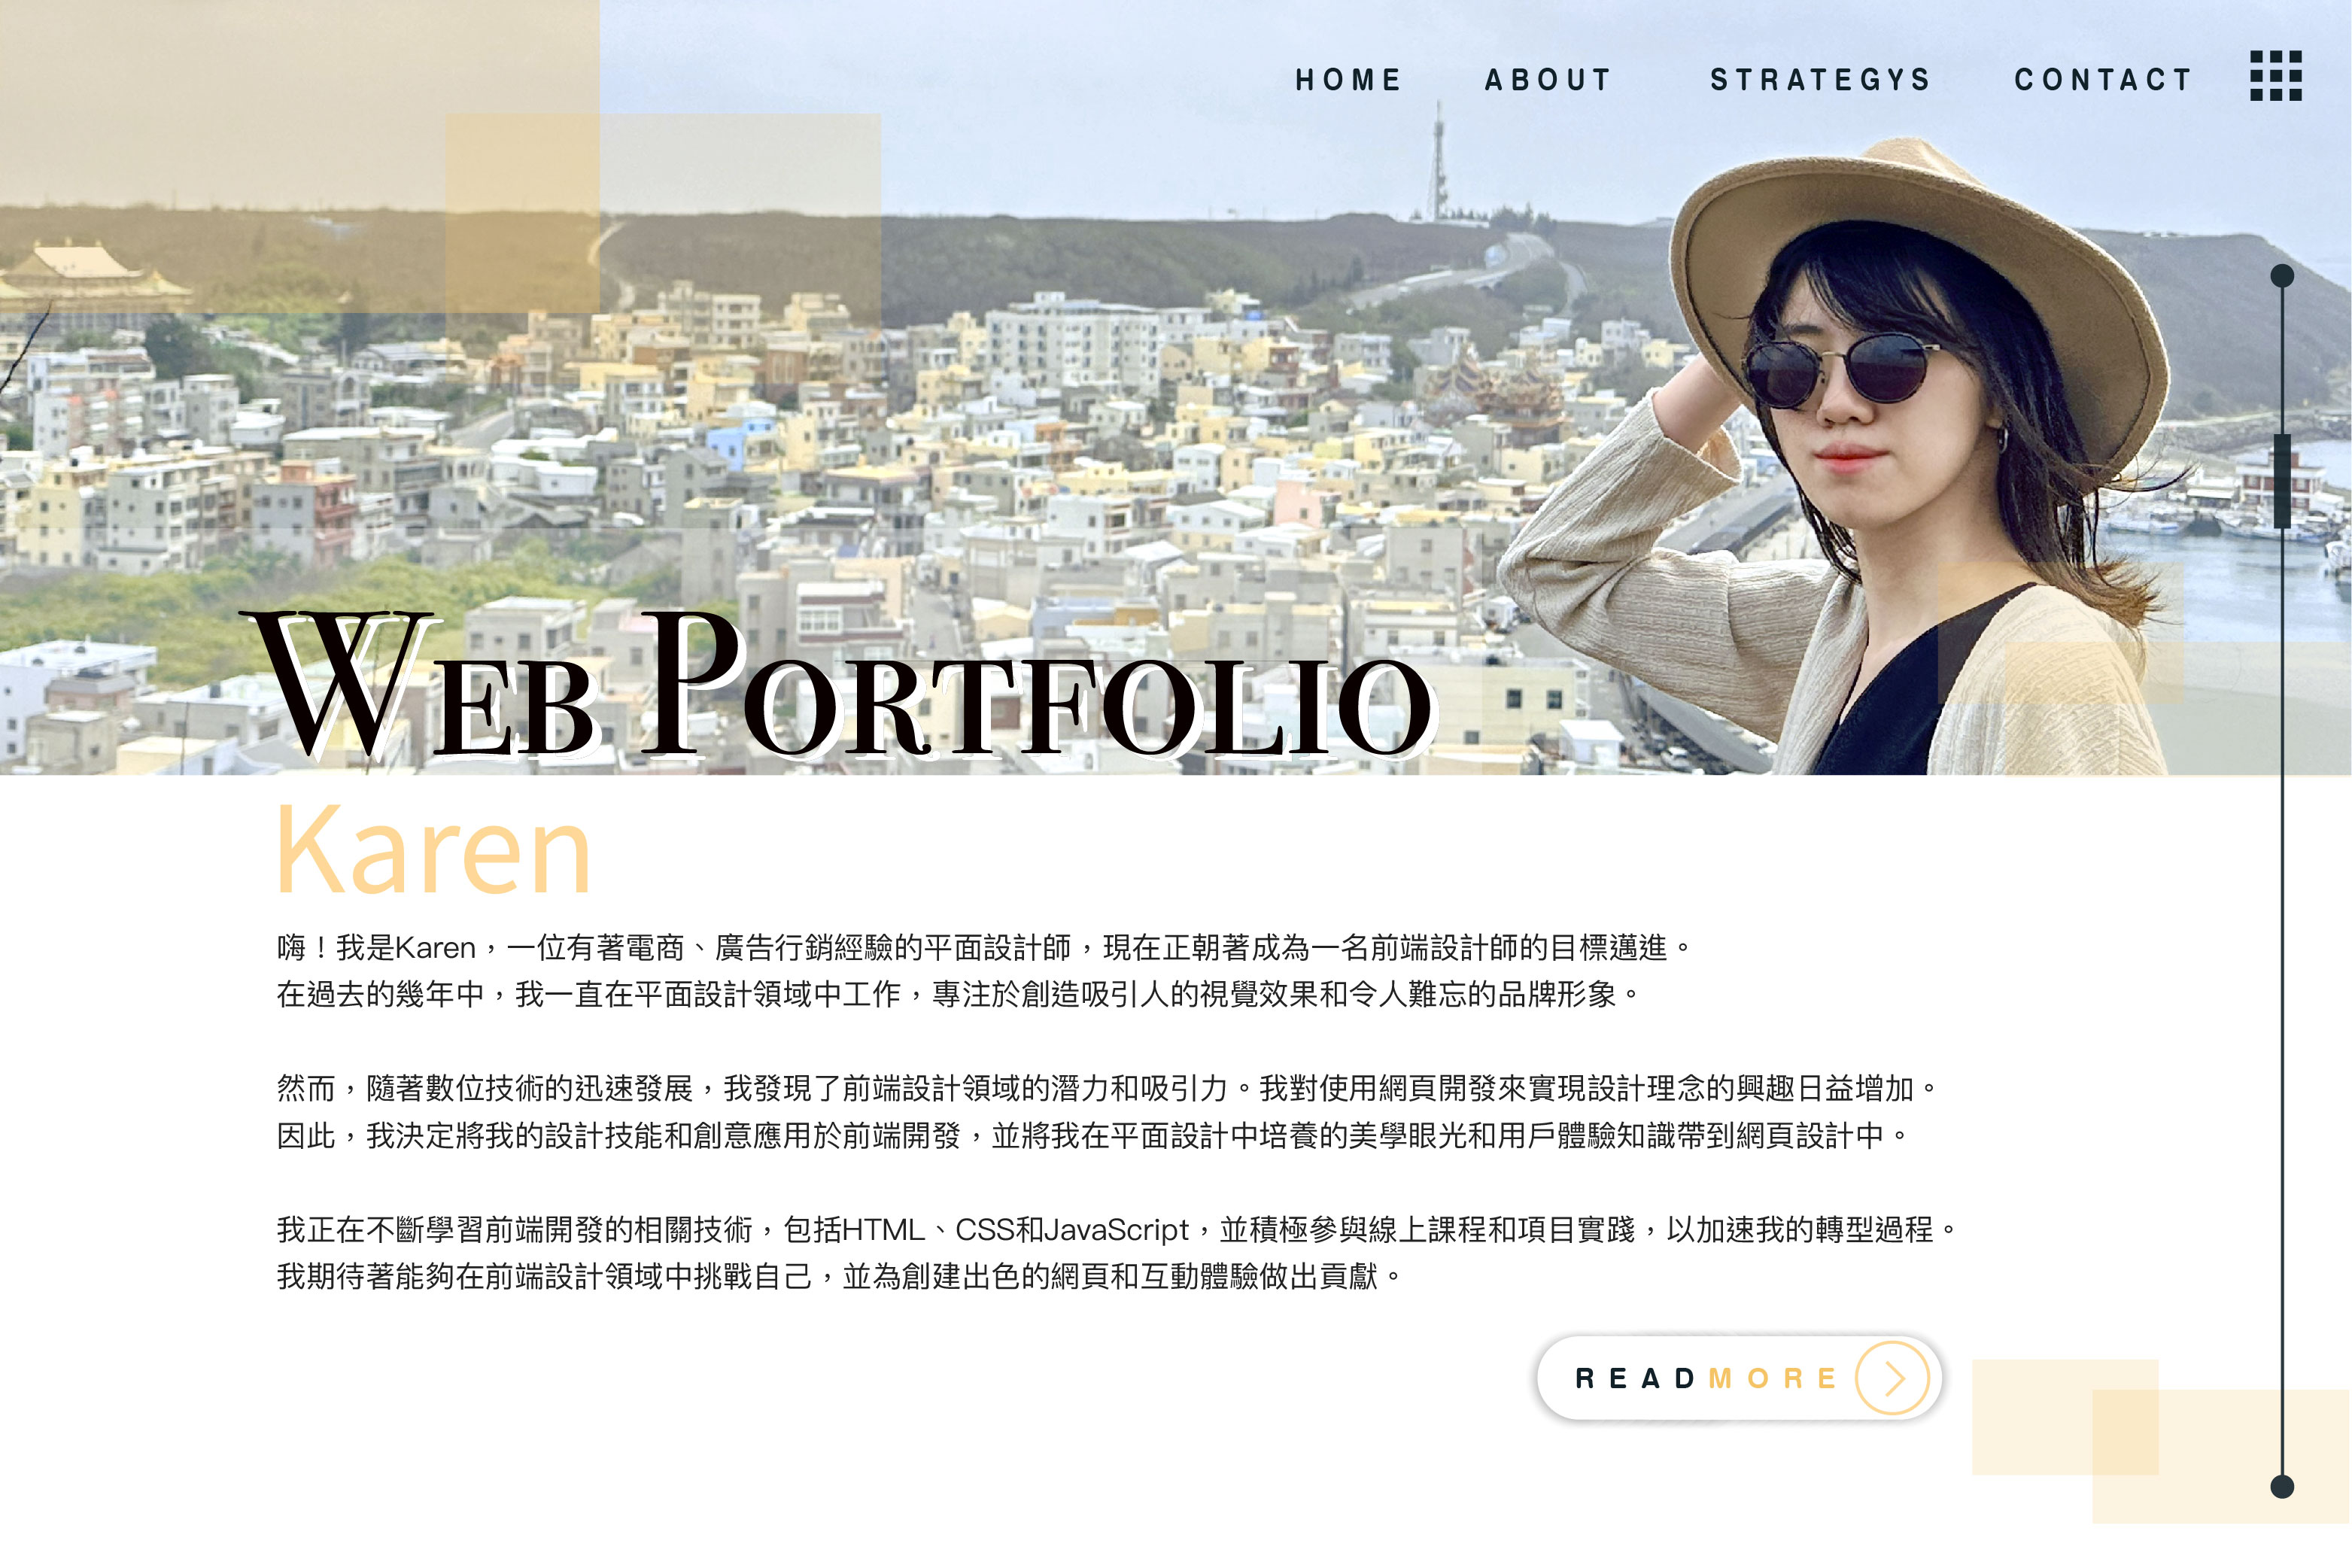 HOME ABOUT STRATEGYS CONTACT
WEB PORTFOLIO
Karen
嗨！我是Karen，一位有著電商、廣告行銷經驗的平面設計師，現在正朝著成為一名前端設計師的目標邁進。
在過去的幾年中，我一直在平面設計領域中工作，專注於創造吸引人的視覺效果和令人難忘的品牌形象。
然而，隨著數位技術的迅速發展，我發現了前端設計領域的潛力和吸引力。我對使用網頁開發來實現設計理念的興趣日益增加。
因此，我決定將我的設計技能和創意應用於前端開發，並將我在平面設計中培養的美學眼光和用戶體驗知識帶到網頁設計中。
我正在不斷學習前端開發的相關技術，包括HTML、CSS和JavaScript，並積極參與線上課程和項目實踐，以加速我的轉型過程。
我期待著能夠在前端設計領域中挑戰自己，並為創建出色的網頁和互動體驗做出貢獻。
READMORE